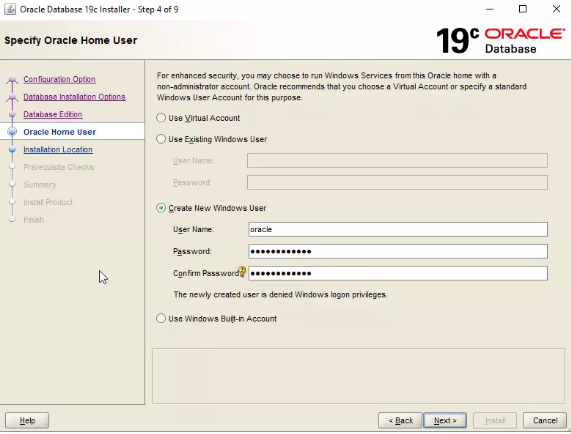 Oracle Database 19c Installer - Step 4 of 9
Specify Oracle Home User
19c ORACLE
Database
Configuration Option
Database Installation Options
Database Edition
Oracle Home User
Installation Location
Prerequisite Checks
Summary
Install Product
Finish
For enhanced security, you may choose to run Windows Services from this Oracle home with a
non-administrator account. Oracle recommends that you choose a Virtual Account or specify a standard
Windows User Account for this purpose.
Use Virtual Account
Use Existing Windows User
User Name:
Password:
Create New Windows User
User Name: oracle
Password: ●●●●●●●●●●●●
Confirm Password: ●●●●●●●●●●●●
The newly created user is denied Windows logon privileges.
Use Windows Built-in Account
Help
< Back
Next >
Install
Cancel